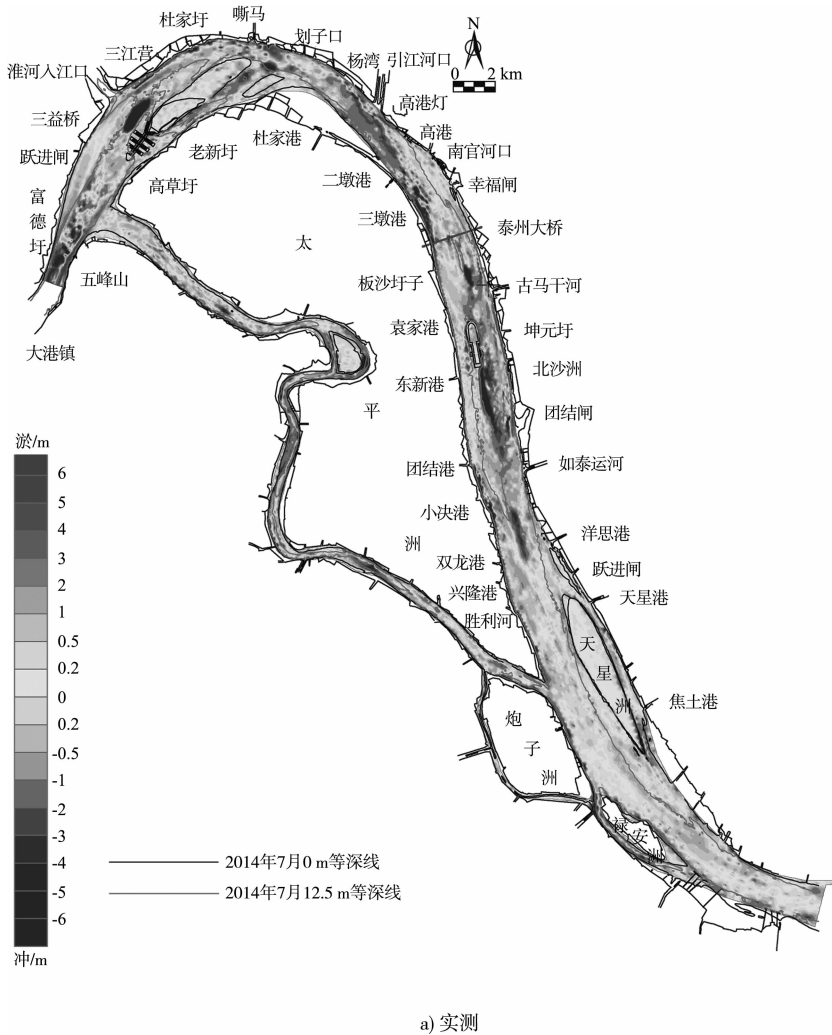 嘶马
杜家圩
划子口
N
三江营
杨湾
引江河口
0 2 km
淮河入江口
高港灯
三益桥
高港
杜家港
老新圩
南官河口
跃进闸
二墩港
幸福闸
高草圩
富德圩
三墩港
泰州大桥
太
五峰山
板沙圩子
古马干河
袁家港
坤元圩
大港镇
北沙洲
东新港
平
团结闸
淤/m
如泰运河
团结港
6
5
小决港
4
洋思港
洲
3
双龙港
跃进闸
2
兴隆港
天星港
1
胜利河
0.5
天星洲
0.2
0
焦土港
炮子洲
0.2
-0.5
-1
-2
禄安洲
-3
2014年7月0 m等深线
-4
2014年7月12.5 m等深线
-5
-6
冲/m
a) 实测